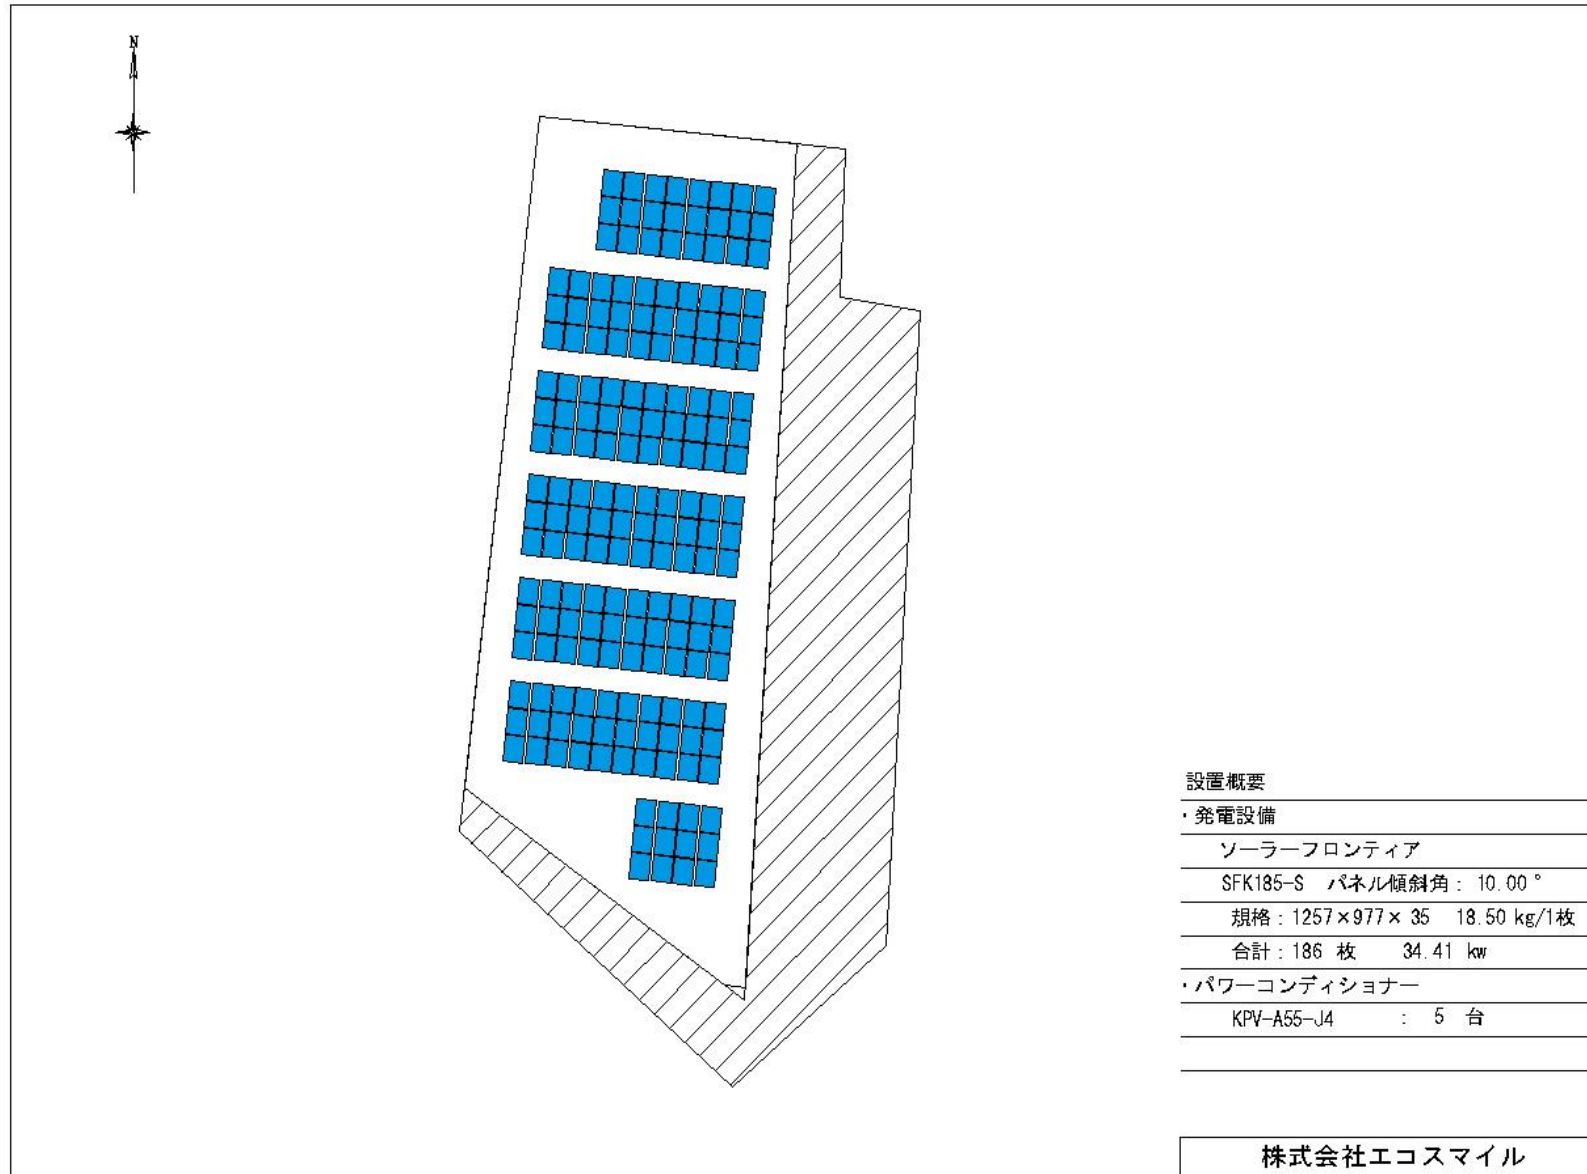 N
設置概要
・発電設備
ソーラーフロンティア
SFK185-S パネル傾斜角：10.00°
規格：1257×977×35 18.50 kg/1枚
合計：186 枚 34.41 kw
・パワーコンディショナー
KPV-A55-J4 ： 5 台
株式会社エコスマイル